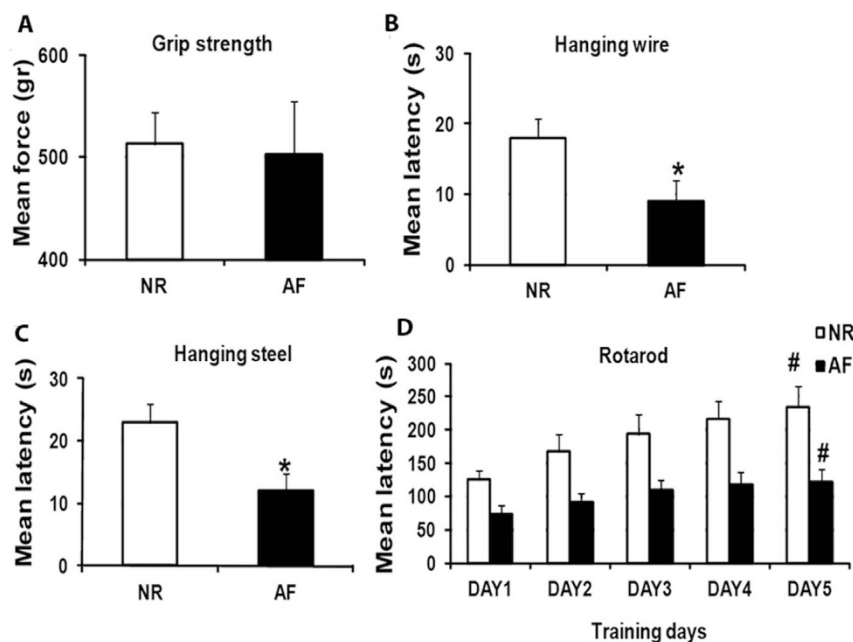 A
Grip strength
Mean force (gr)
600
500
400
NR AF
B
Hanging wire
Mean latency (s)
30
20
10
0
*
NR AF
C
Hanging steel
Mean latency (s)
30
20
10
0
*
NR AF
D
Rotarod
NR
AF
Mean latency (s)
300
250
200
150
100
50
0
#
#
DAY1 DAY2 DAY3 DAY4 DAY5
Training days